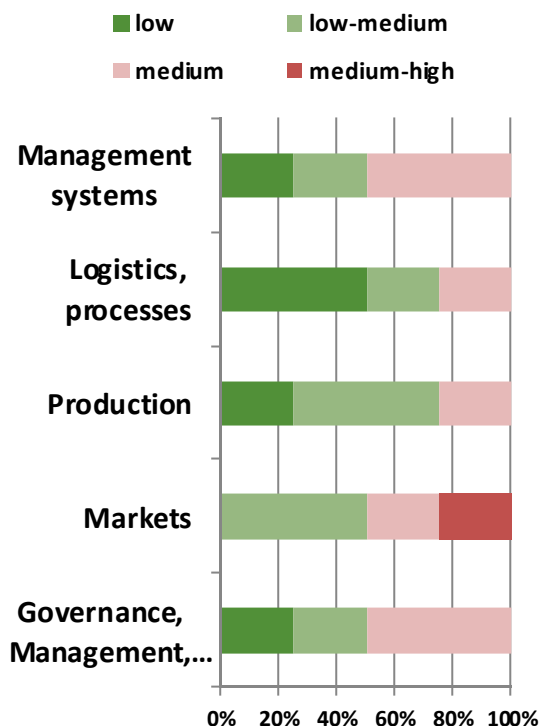 low low-medium
medium medium-high
Management
systems
Logistics,
processes
Production
Markets
Governance,
Management,...
0% 20% 40% 60% 80% 100%